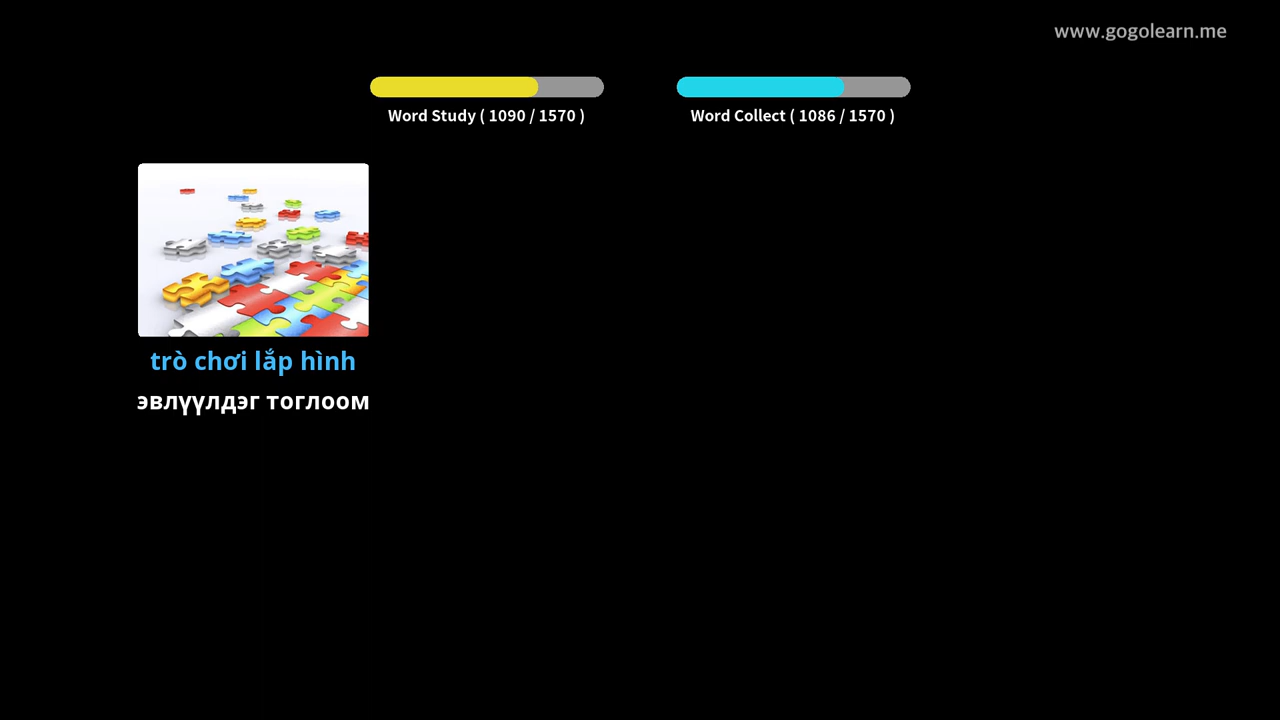 www.gogolearn.me
Word Study ( 1090 / 1570 )
Word Collect ( 1086 / 1570 )
trò chơi lắp hình
эвлүүлдэг тоглоом